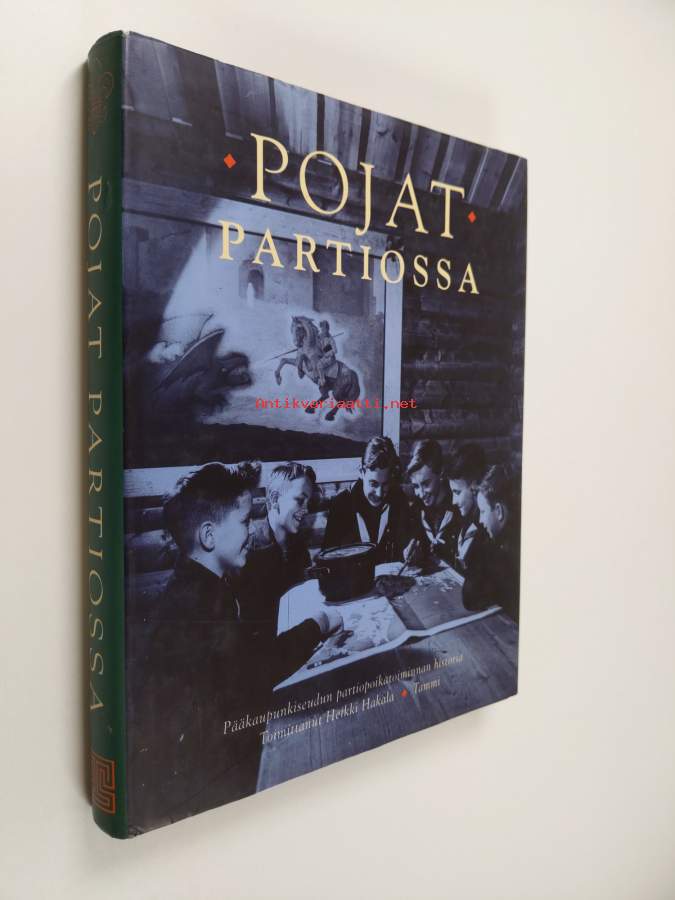 POJAT PARTIOSSA
POJAT
PARTIOSSA
Antikvariaatti.net
Pääkaupunkiseudun partiopoikatoiminnan historia
Toimittanut Heikki Hakala ♦ Tammi